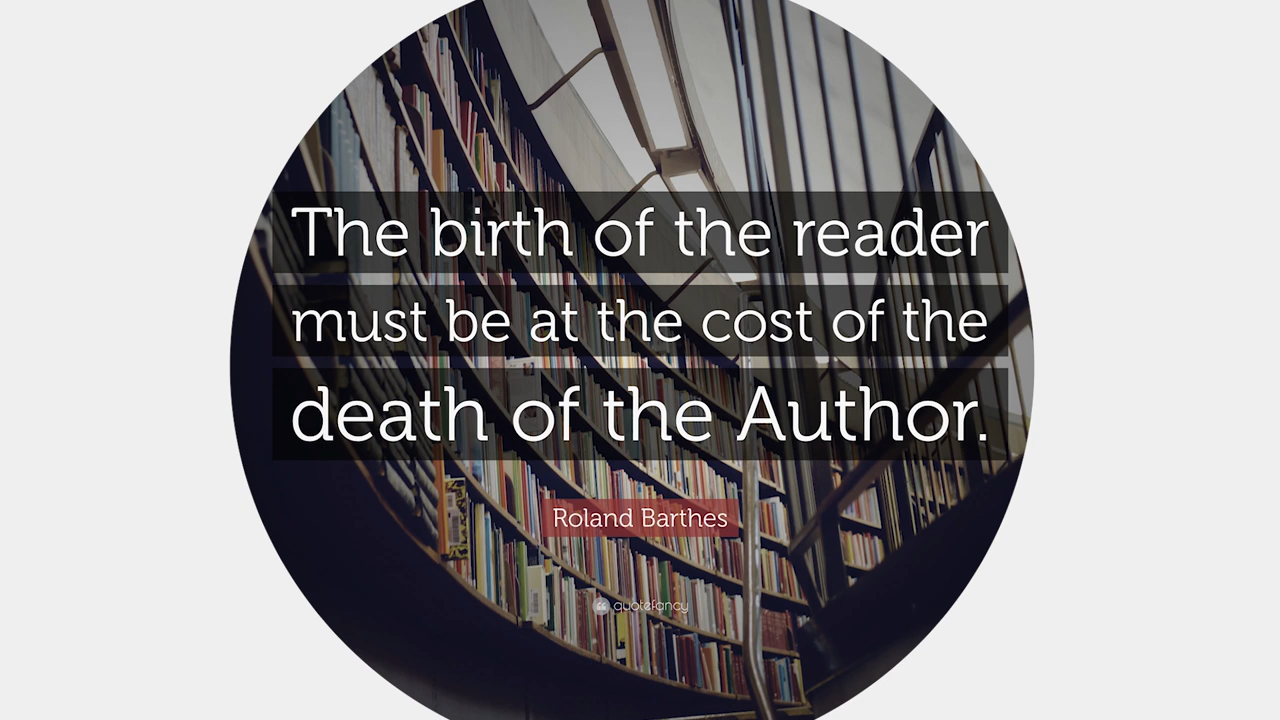 The birth of the reader
must be at the cost of the
death of the Author.
Roland Barthes
quotefancy